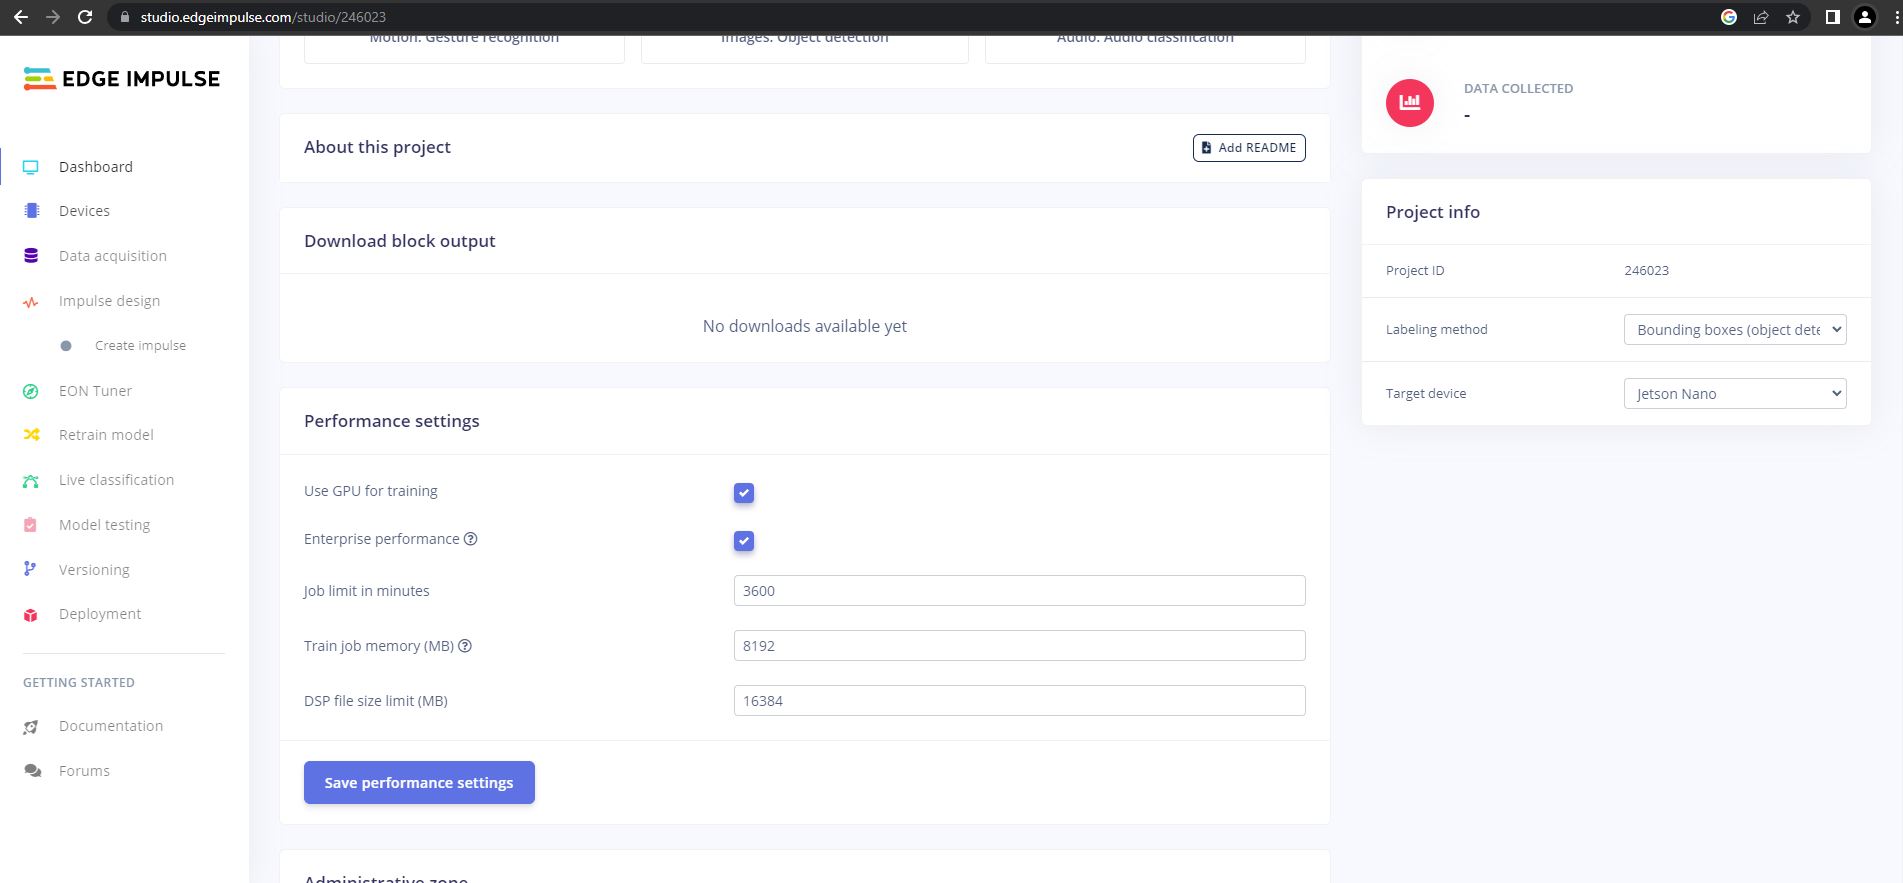 studio.edgeimpulse.com/studio/246023
EDGE IMPULSE
Dashboard
Devices
Data acquisition
Impulse design
Create impulse
EON Tuner
Retrain model
Live classification
Model testing
Versioning
Deployment
GETTING STARTED
Documentation
Forums
Motion: Gesture recognition
Images: Object detection
Audio: Audio classification
About this project
Add README
Download block output
No downloads available yet
Performance settings
Use GPU for training
Enterprise performance
Job limit in minutes
3600
Train job memory (MB)
8192
DSP file size limit (MB)
16384
Save performance settings
Administrative zone
DATA COLLECTED
-
Project info
Project ID
246023
Labeling method
Bounding boxes (object dete
Target device
Jetson Nano